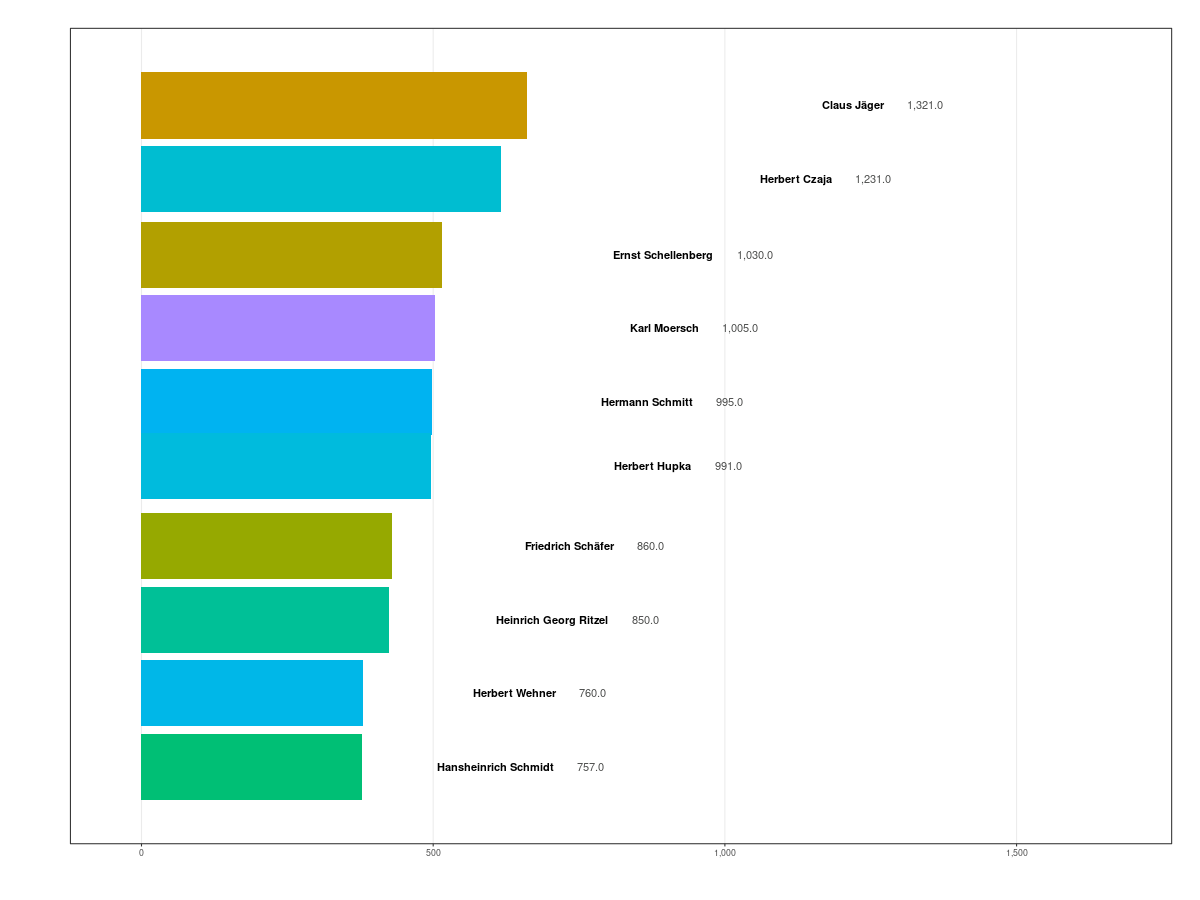 Claus Jäger 1,321.0
Herbert Czaja 1,231.0
Ernst Schellenberg 1,030.0
Karl Moersch 1,005.0
Hermann Schmitt 995.0
Herbert Hupka 991.0
Friedrich Schäfer 860.0
Heinrich Georg Ritzel 850.0
Herbert Wehner 760.0
Hansheinrich Schmidt 757.0
0 500 1,000 1,500